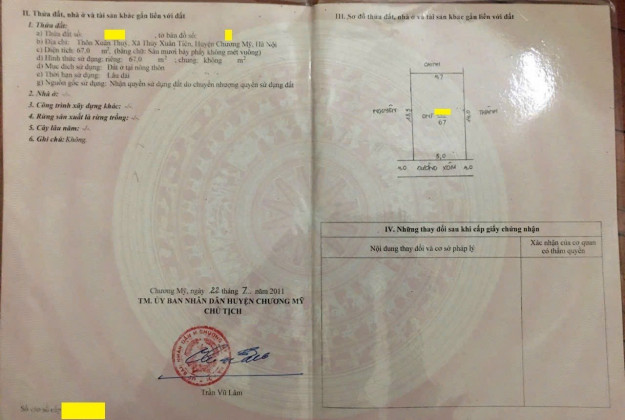 II. Thửa đất, nhà ở và tài sản khác gắn liền với đất
1. Thửa đất:
a) Thửa đất số: , tờ bản đồ số:
b) Địa chỉ: Thôn Xuân Thủy, Xã Thủy Xuân Tiên, Huyện Chương Mỹ, Hà Nội
c) Diện tích: 67.0 m², (bằng chữ: Sáu mươi bảy phẩy không mét vuông)
d) Hình thức sử dụng: riêng: 67.0 m²; chung: không m²
đ) Mục đích sử dụng: Đất ở tại nông thôn
e) Thời hạn sử dụng: Lâu dài
g) Nguồn gốc sử dụng: Nhận quyền sử dụng đất do chuyển nhượng quyền sử dụng đất
2. Nhà ở: -/-
3. Công trình xây dựng khác: -/-
4. Rừng sản xuất là rừng trồng: -/-
5. Cây lâu năm: -/-
6. Ghi chú: Không.
Chương Mỹ, ngày 22 tháng 7 năm 2011
TM. ỦY BAN NHÂN DÂN HUYỆN CHƯƠNG MỸ
CHỦ TỊCH
Trần Vũ Lâm
III. Sơ đồ thửa đất, nhà ở và tài sản khác gắn liền với đất
67
5,0
ĐƯỜNG XÓM
IV. Những thay đổi sau khi cấp giấy chứng nhận
Nội dung thay đổi và cơ sở pháp lý
Xác nhận của cơ quan
có thẩm quyền